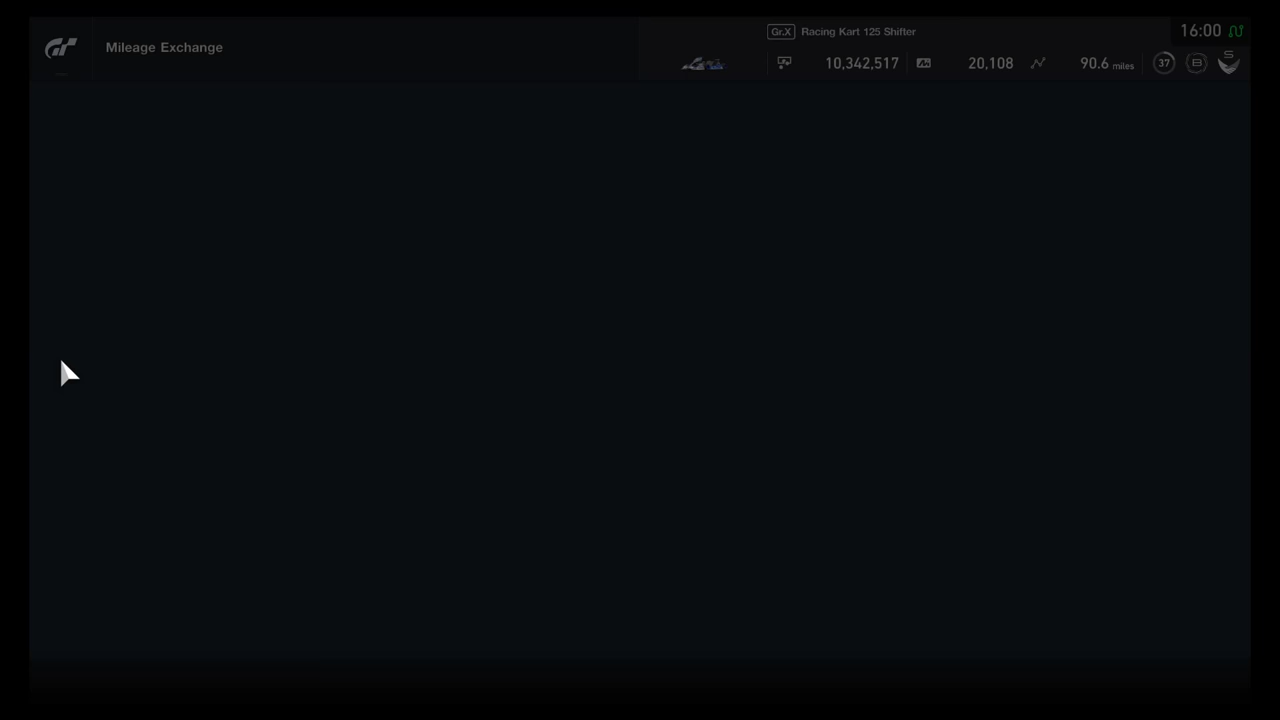 Mileage Exchange
Gr.X Racing Kart 125 Shifter
16:00
10,342,517 20,108 90.6 miles 37 B S